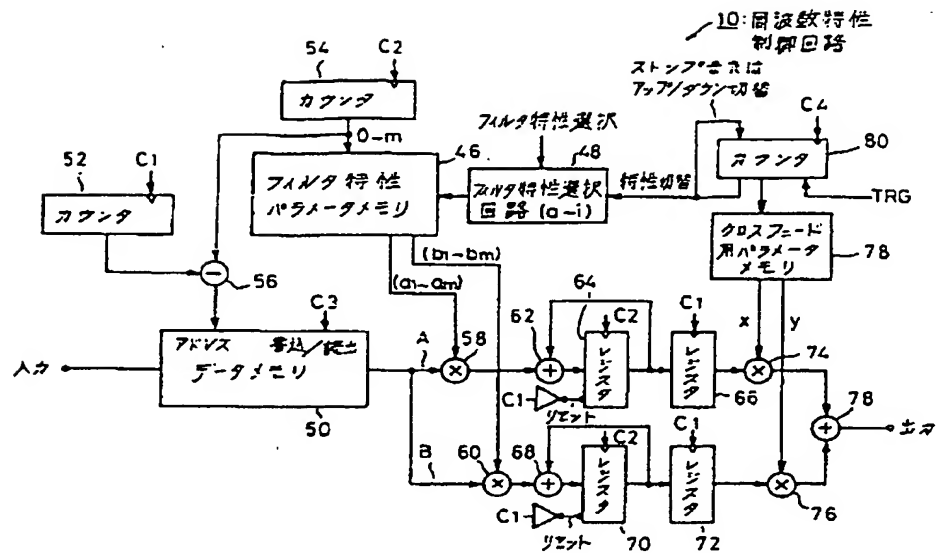 10:周波数特性
制御回路
ストップまたは
アップ/ダウン切替
54
C2
カウンタ
0-m
フィルタ特性選択
C4
52
C1
カウンタ
46
フィルタ特性
パラメータメモリ
48
フィルタ特性選択
回路(a-i)
特性切替
カウンタ
80
TRG
クロスフェード
用パラメータ
メモリ
78
(b1-bm)
(a1-am)
−
56
C3
アドレス
書込/読出
データメモリ
50
入力
A
×
58
62
+
64
C2
レジスタ
C1
リセット
C1
レジスタ
66
x
y
×
74
+
78
出力
B
60
×
68
+
C2
レジスタ
C1
リセット
70
C1
レジスタ
72
×
76